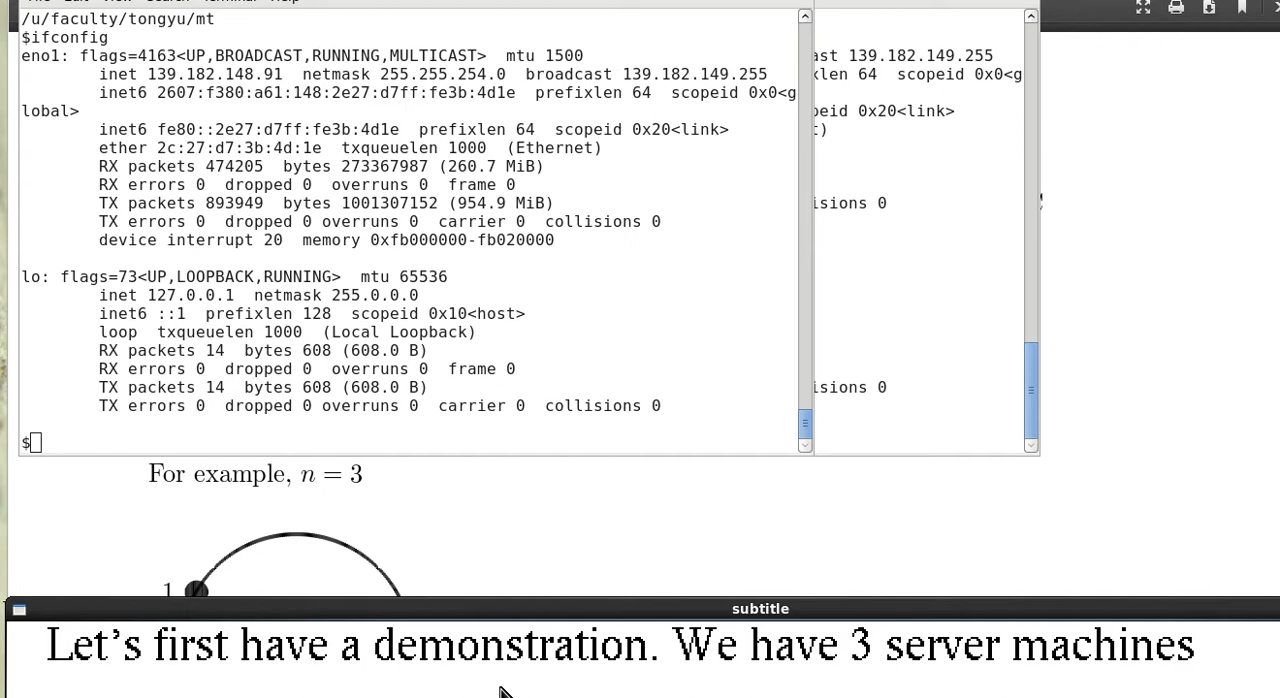 /u/faculty/tongyu/mt
$ifconfig
eno1: flags=4163<UP,BROADCAST,RUNNING,MULTICAST>  mtu 1500
inet 139.182.148.91  netmask 255.255.254.0  broadcast 139.182.149.255
inet6 2607:f380:a61:148:2e27:d7ff:fe3b:4d1e  prefixlen 64  scopeid 0x0<g
lobal>
inet6 fe80::2e27:d7ff:fe3b:4d1e  prefixlen 64  scopeid 0x20<link>
ether 2c:27:d7:3b:4d:1e  txqueuelen 1000  (Ethernet)
RX packets 474205  bytes 273367987 (260.7 MiB)
RX errors 0  dropped 0  overruns 0  frame 0
TX packets 893949  bytes 1001307152 (954.9 MiB)
TX errors 0  dropped 0 overruns 0  carrier 0  collisions 0
device interrupt 20  memory 0xfb000000-fb020000
lo: flags=73<UP,LOOPBACK,RUNNING>  mtu 65536
inet 127.0.0.1  netmask 255.0.0.0
inet6 ::1  prefixlen 128  scopeid 0x10<host>
loop  txqueuelen 1000  (Local Loopback)
RX packets 14  bytes 608 (608.0 B)
RX errors 0  dropped 0  overruns 0  frame 0
TX packets 14  bytes 608 (608.0 B)
TX errors 0  dropped 0 overruns 0  carrier 0  collisions 0
$
ast 139.182.149.255
xlen 64  scopeid 0x0<g
eid 0x20<link>
t)
isions 0
isions 0
For example, n = 3
1
subtitle
Let's first have a demonstration. We have 3 server machines